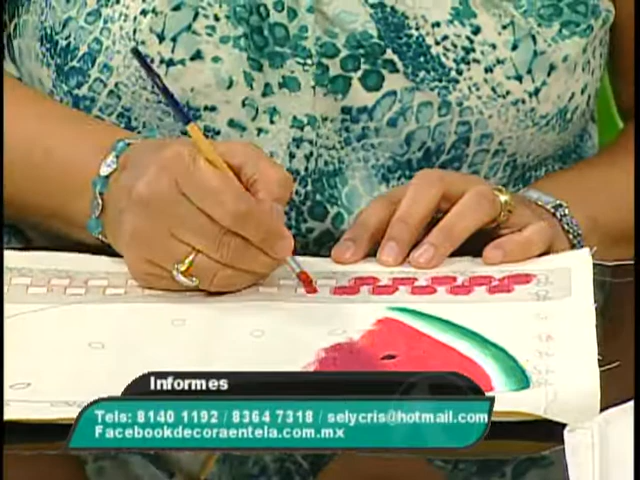 Informes
Tels: 8140 1192 / 8364 7318 / selycris@hotmail.com
Facebookdecoraentela.com.mx